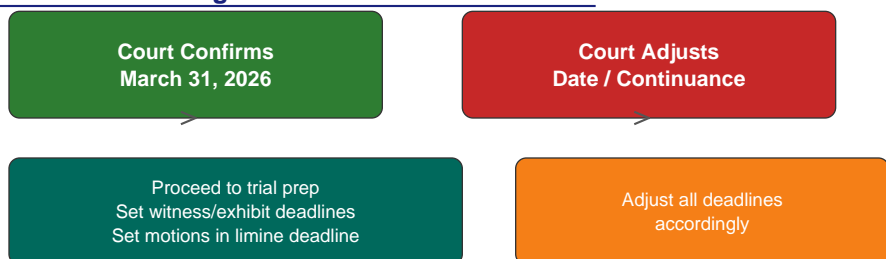 Court Confirms
March 31, 2026
Court Adjusts
Date / Continuance
Proceed to trial prep
Set witness/exhibit deadlines
Set motions in limine deadline
Adjust all deadlines
accordingly